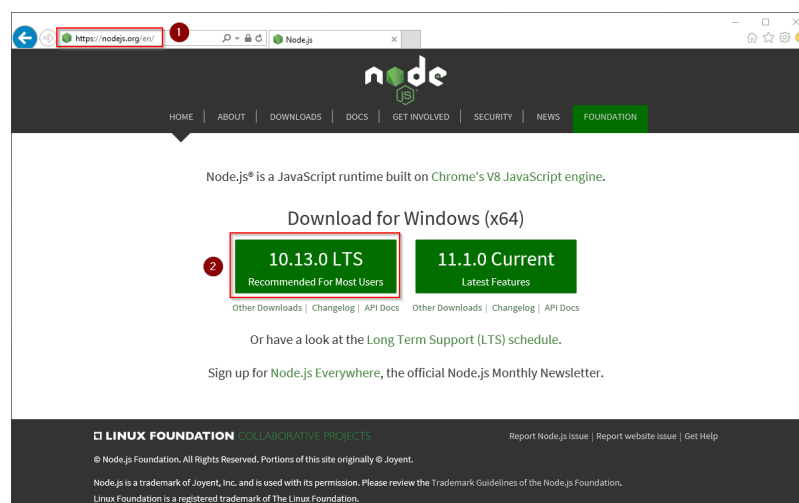 https://nodejs.org/en/
1
Node.js
node
JS
HOME | ABOUT | DOWNLOADS | DOCS | GET INVOLVED | SECURITY | NEWS FOUNDATION
Node.js® is a JavaScript runtime built on Chrome's V8 JavaScript engine.
Download for Windows (x64)
2
10.13.0 LTS
Recommended For Most Users
11.1.0 Current
Latest Features
Other Downloads | Changelog | API Docs
Other Downloads | Changelog | API Docs
Or have a look at the Long Term Support (LTS) schedule.
Sign up for Node.js Everywhere, the official Node.js Monthly Newsletter.
LINUX FOUNDATION COLLABORATIVE PROJECTS
Report Node.js issue | Report website issue | Get Help
© Node.js Foundation. All Rights Reserved. Portions of this site originally © Joyent.
Node.js is a trademark of Joyent, Inc. and is used with its permission. Please review the Trademark Guidelines of the Node.js Foundation.
Linux Foundation is a registered trademark of The Linux Foundation.